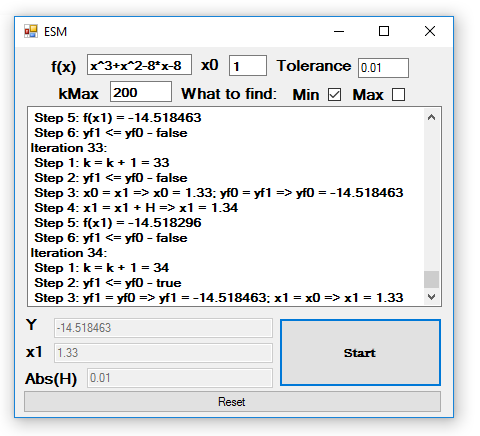 ESM
f(x) x^3+x^2-8*x-8 x0 1 Tolerance 0.01
kMax 200 What to find: Min Max
Step 5: f(x1) = -14.518463
Step 6: yf1 <= yf0 - false
Iteration 33:
Step 1: k = k + 1 = 33
Step 2: yf1 <= yf0 - false
Step 3: x0 = x1 => x0 = 1.33; yf0 = yf1 => yf0 = -14.518463
Step 4: x1 = x1 + H => x1 = 1.34
Step 5: f(x1) = -14.518296
Step 6: yf1 <= yf0 - false
Iteration 34:
Step 1: k = k + 1 = 34
Step 2: yf1 <= yf0 - true
Step 3: yf1 = yf0 => yf1 = -14.518463; x1 = x0 => x1 = 1.33
Y -14.518463
x1 1.33
Start
Abs(H) 0.01
Reset